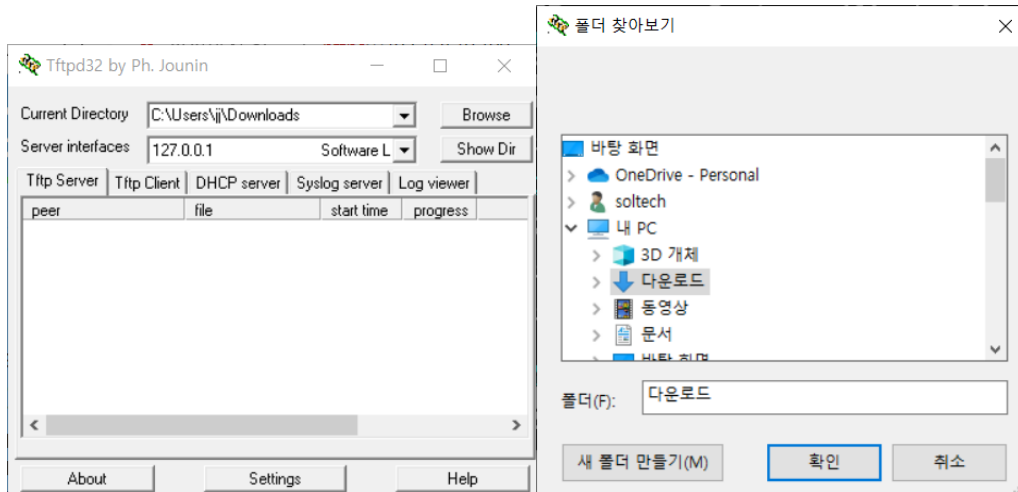 Tftpd32 by Ph. Jounin
Current Directory C:\Users\jj\Downloads Browse
Server interfaces 127.0.0.1 Software L Show Dir
Tftp Server Tftp Client DHCP server Syslog server Log viewer
peer file start time progress
About Settings Help
폴더 찾아보기
바탕 화면
OneDrive - Personal
soltech
내 PC
3D 개체
다운로드
동영상
문서
바탕 화면
폴더(F): 다운로드
새 폴더 만들기(M) 확인 취소